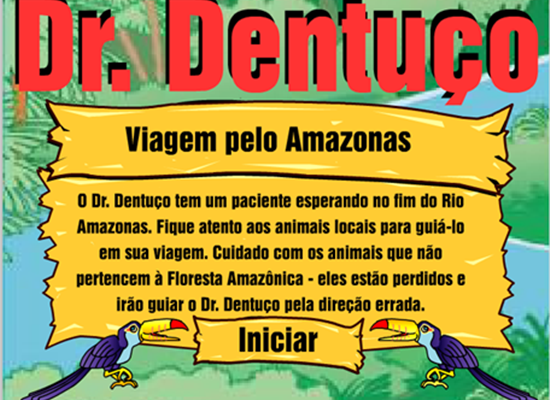 Dr. Dentuço
Viagem pelo Amazonas
O Dr. Dentuço tem um paciente esperando no fim do Rio
Amazonas. Fique atento aos animais locais para guiá-lo
em sua viagem. Cuidado com os animais que não
pertencem à Floresta Amazônica - eles estão perdidos e
irão guiar o Dr. Dentuço pela direção errada.
Iniciar